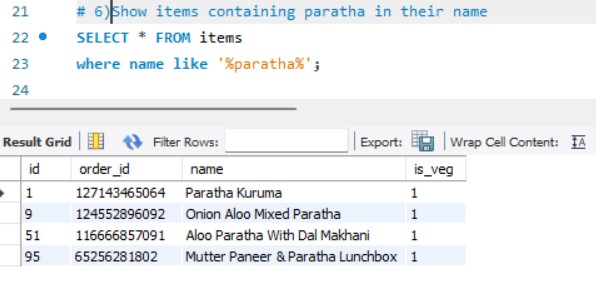 21 # 6)Show items containing paratha in their name
22 SELECT * FROM items
23 where name like '%paratha%';
24
Result Grid Filter Rows: Export: Wrap Cell Content: IA
id order_id name is_veg
1 127143465064 Paratha Kuruma 1
9 124552896092 Onion Aloo Mixed Paratha 1
51 116666857091 Aloo Paratha With Dal Makhani 1
95 65256281802 Mutter Paneer & Paratha Lunchbox 1